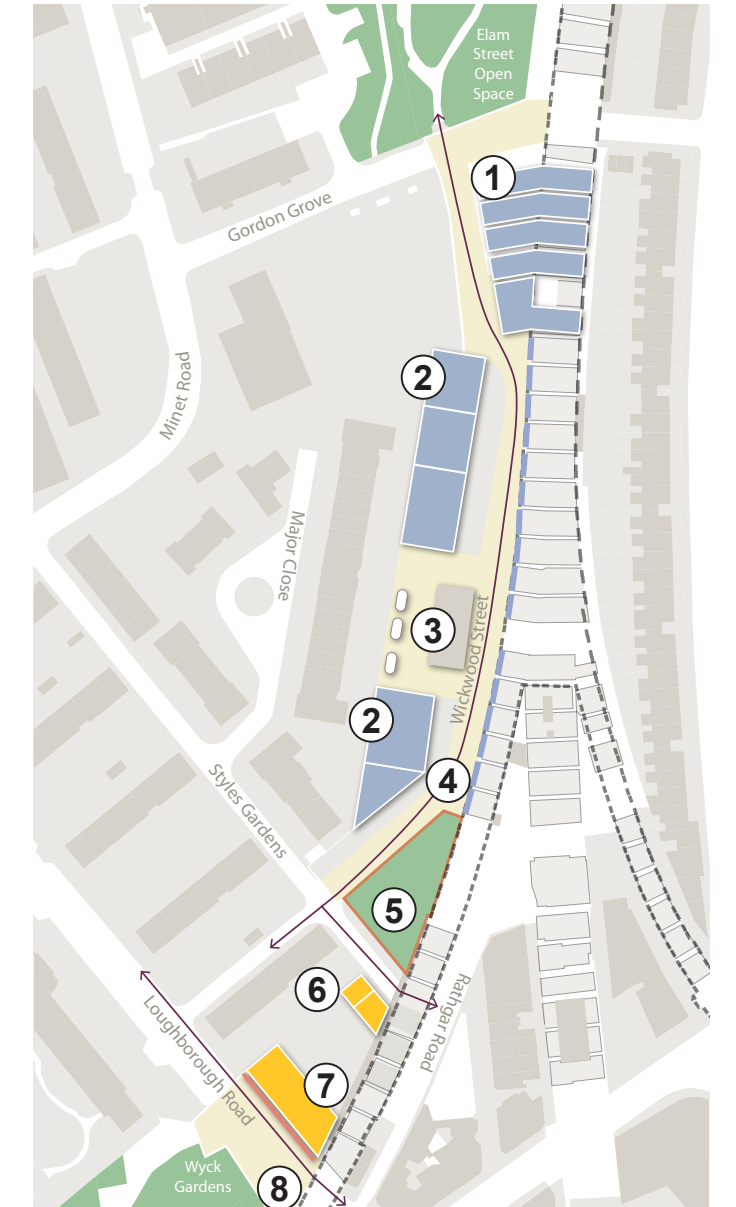 Elam
Street
Open
Space
1
Gordon Grove
Minet Road
2
Major Close
3
Wickwood Street
2
4
Styles Gardens
5
6
Rathgar Road
Loughborough Road
7
Wyck
Gardens
8